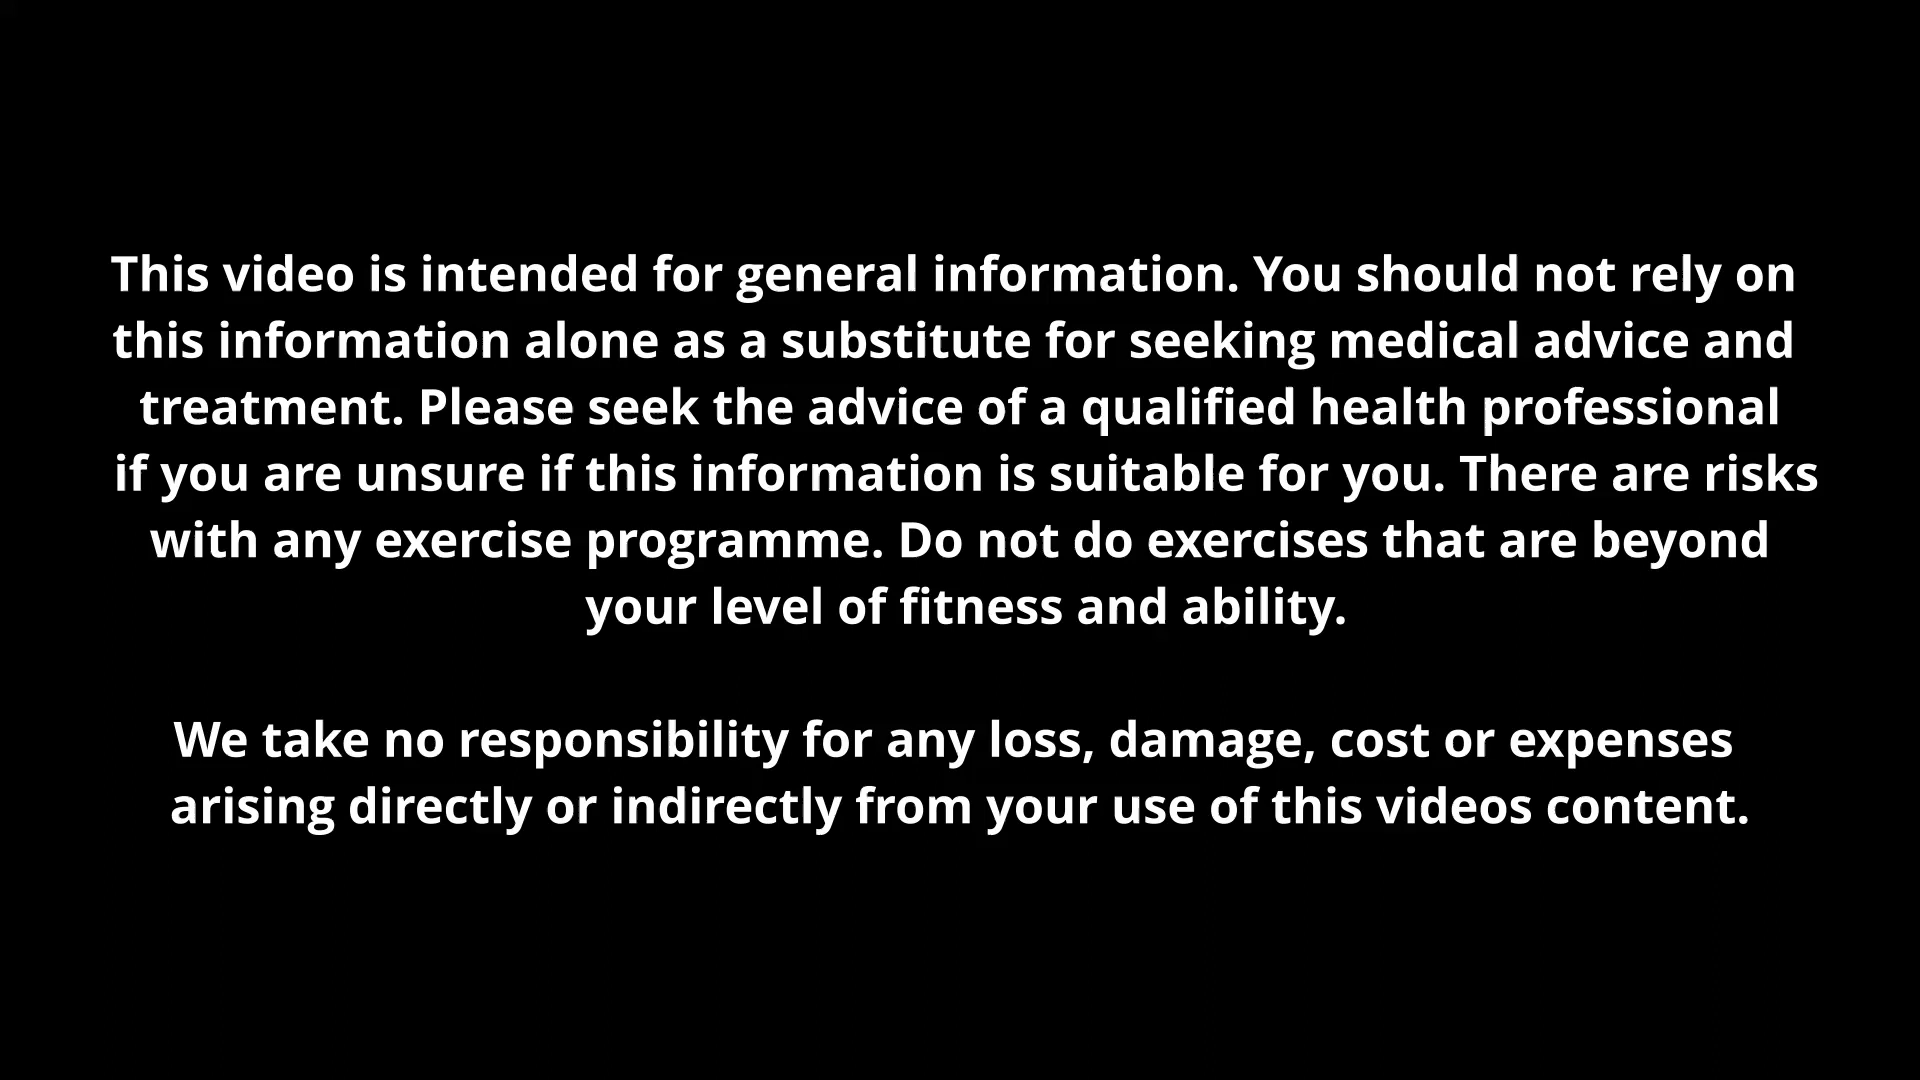 This video is intended for general information. You should not rely on
this information alone as a substitute for seeking medical advice and
treatment. Please seek the advice of a qualified health professional
if you are unsure if this information is suitable for you. There are risks
with any exercise programme. Do not do exercises that are beyond
your level of fitness and ability.
We take no responsibility for any loss, damage, cost or expenses
arising directly or indirectly from your use of this videos content.